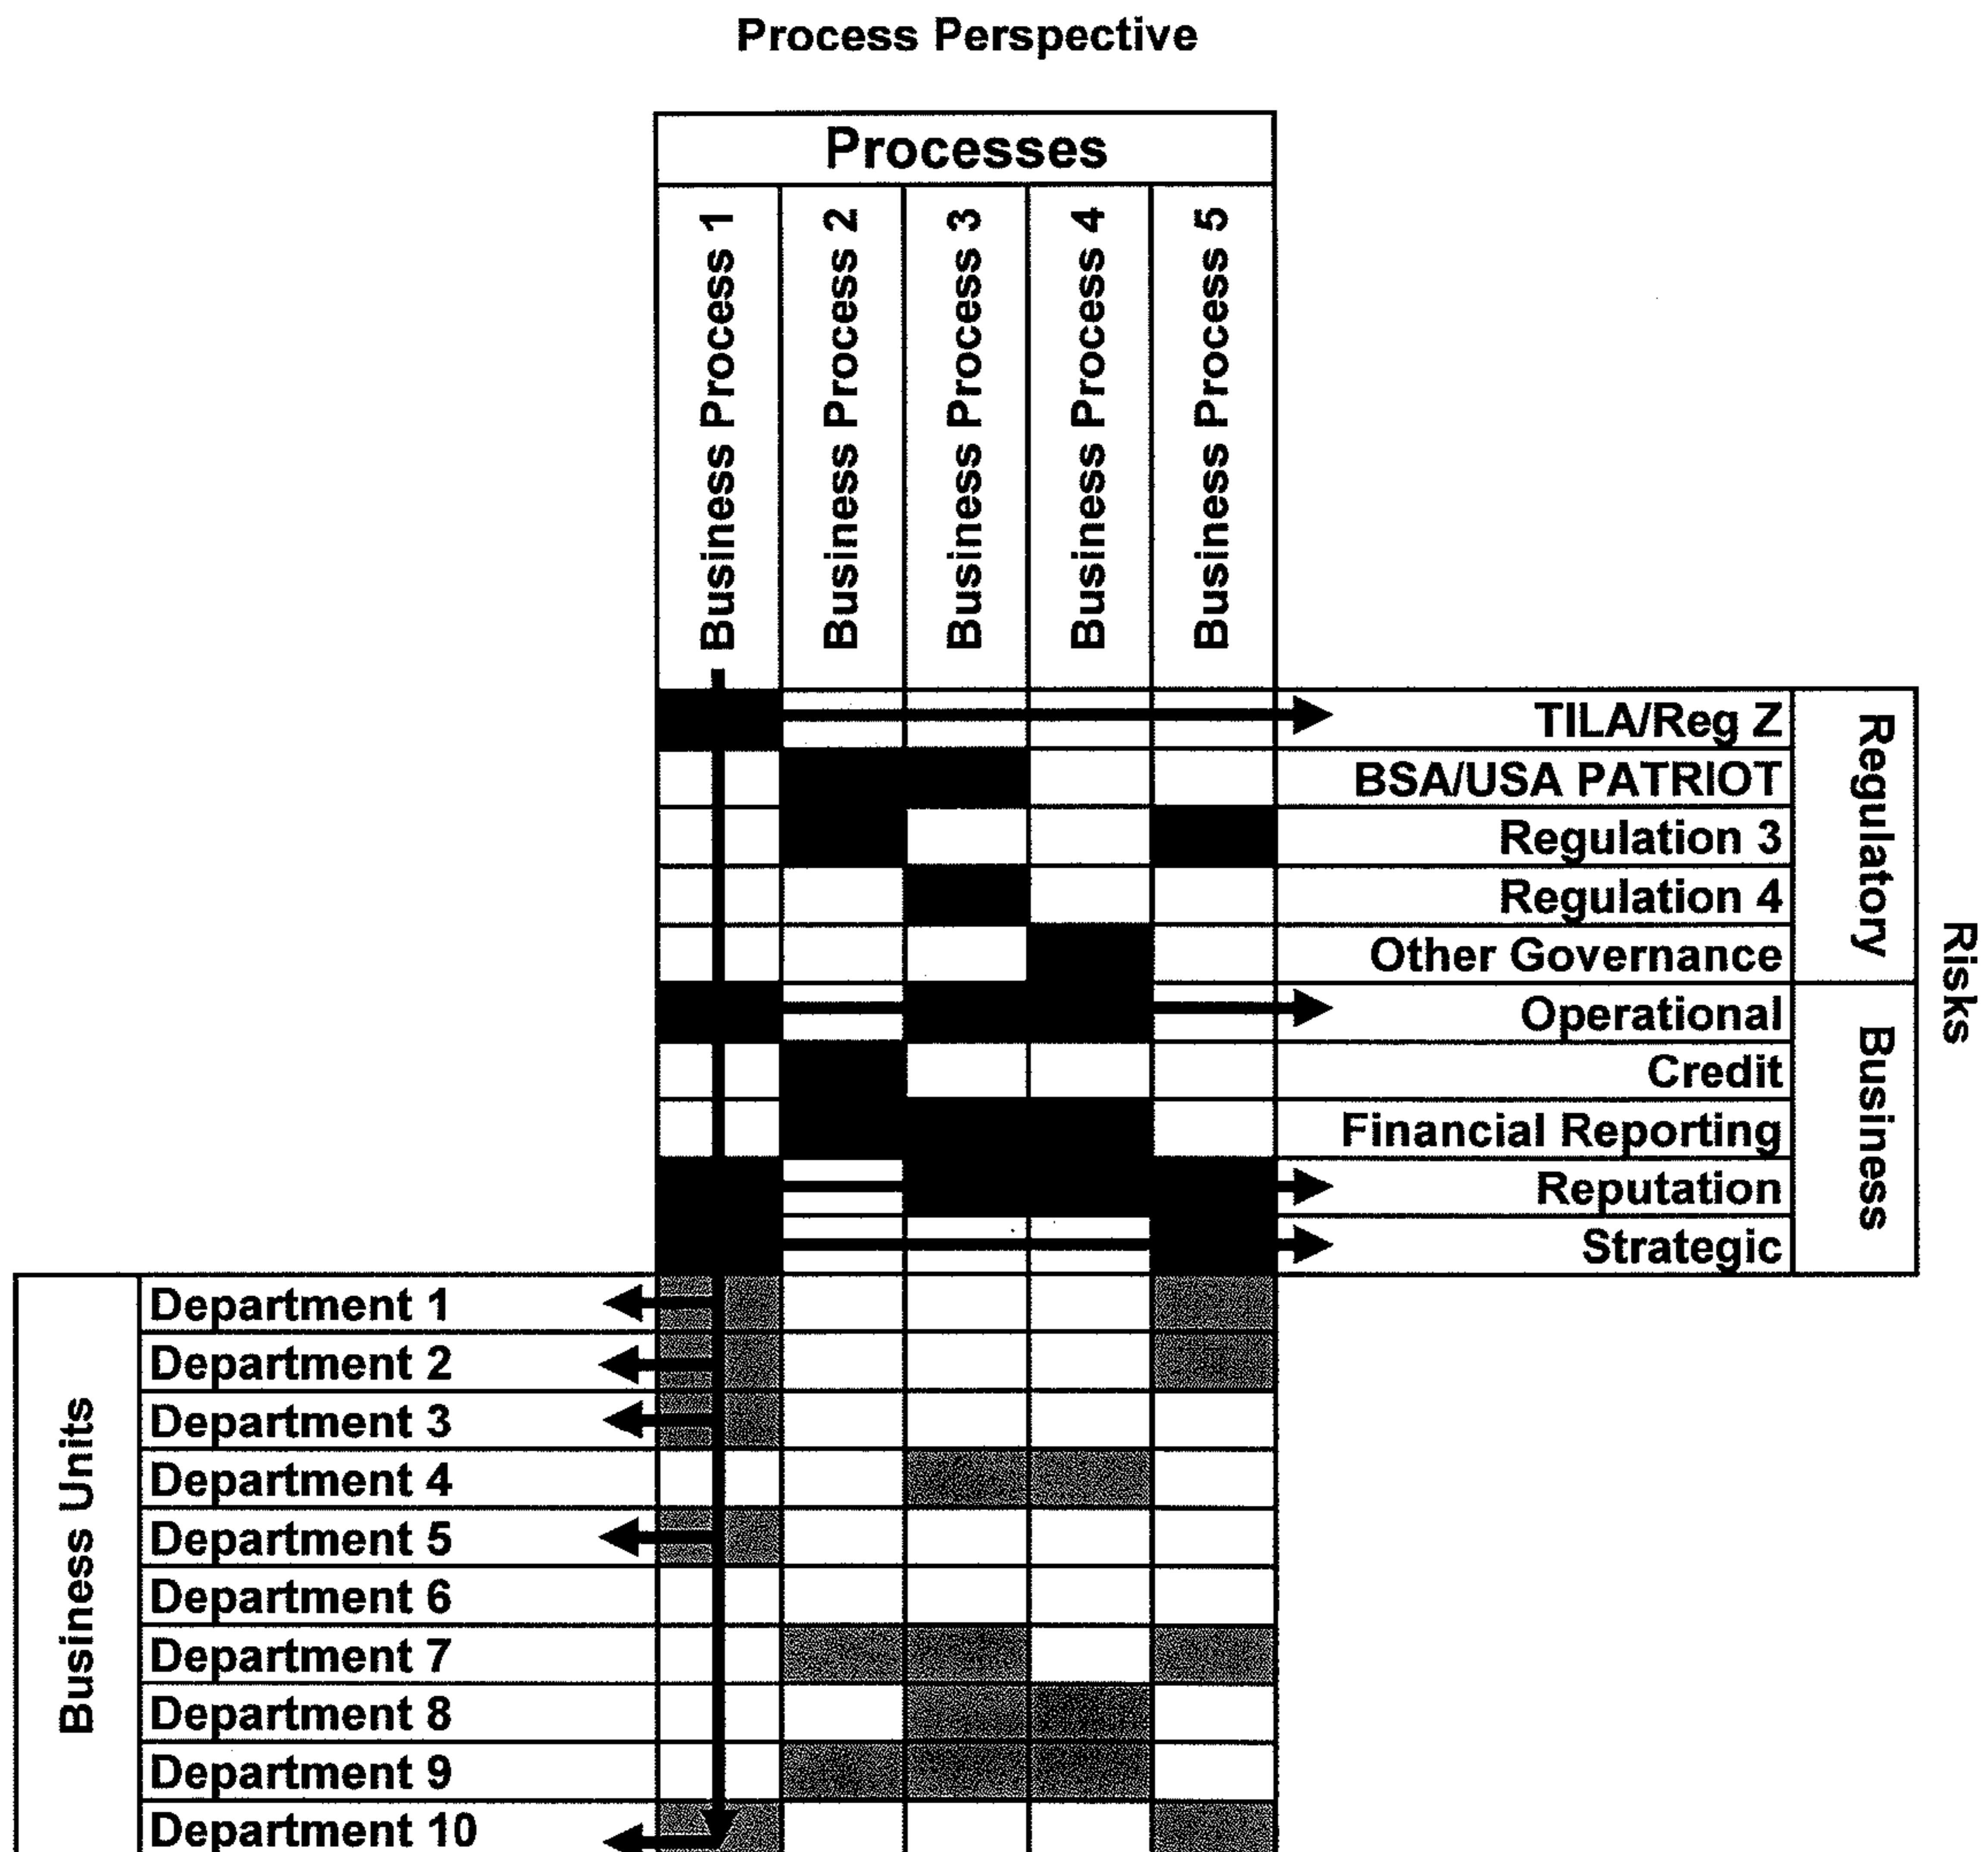 Process Perspective
Processes
Business Process 1
Business Process 2
Business Process 3
Business Process 4
Business Process 5
TILA/Reg Z
BSA/USA PATRIOT
Regulation 3
Regulation 4
Other Governance
Operational
Credit
Financial Reporting
Reputation
Strategic
Regulatory
Business
Risks
Business Units
Department 1
Department 2
Department 3
Department 4
Department 5
Department 6
Department 7
Department 8
Department 9
Department 10